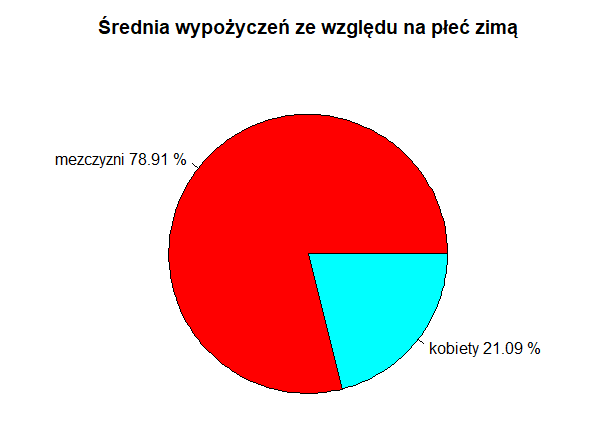 Średnia wypożyczeń ze względu na płeć zimą
mezczyzni 78.91 %
kobiety 21.09 %